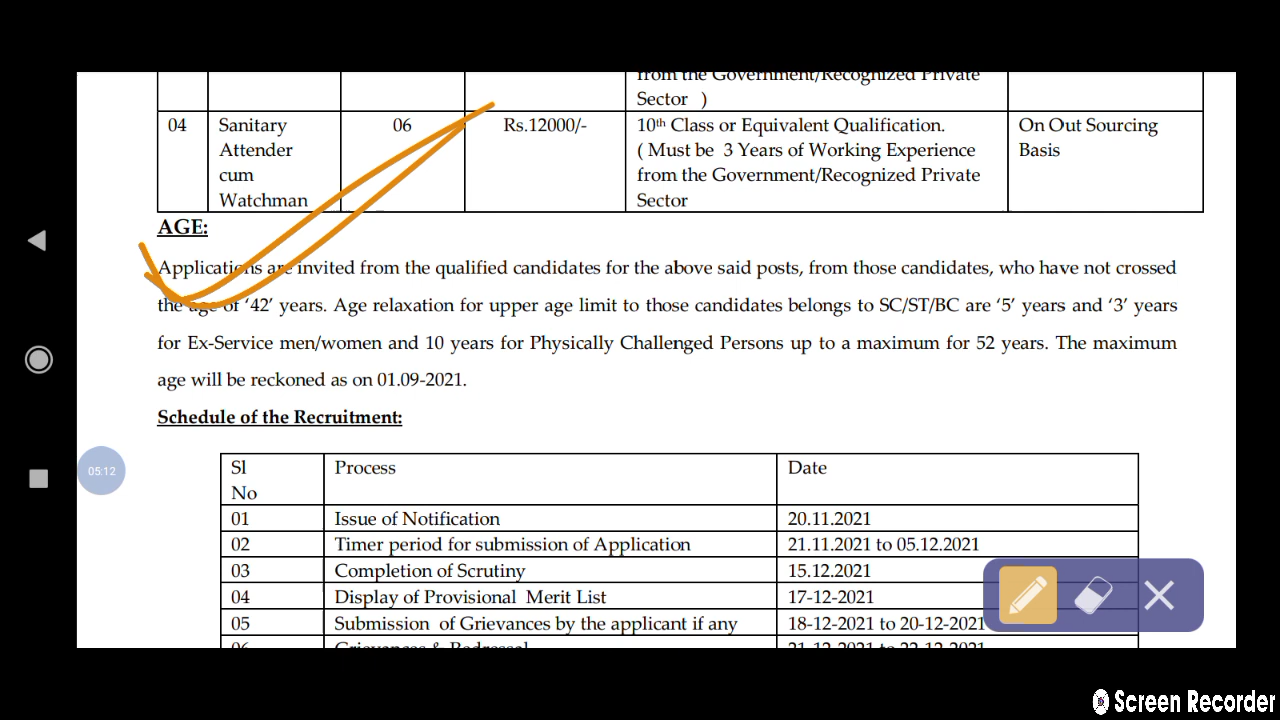 from the Government/Recognized Private
Sector )
04 Sanitary 06 Rs.12000/- 10th Class or Equivalent Qualification. On Out Sourcing
Attender ( Must be 3 Years of Working Experience Basis
cum from the Government/Recognized Private
Watchman Sector
AGE:
Applications are invited from the qualified candidates for the above said posts, from those candidates, who have not crossed
the age of ‘42’ years. Age relaxation for upper age limit to those candidates belongs to SC/ST/BC are ‘5’ years and ‘3’ years
for Ex-Service men/women and 10 years for Physically Challenged Persons up to a maximum for 52 years. The maximum
age will be reckoned as on 01.09-2021.
Schedule of the Recruitment:
05:12
Sl Process Date
No
01 Issue of Notification 20.11.2021
02 Timer period for submission of Application 21.11.2021 to 05.12.2021
03 Completion of Scrutiny 15.12.2021
04 Display of Provisional Merit List 17-12-2021
05 Submission of Grievances by the applicant if any 18-12-2021 to 20-12-2021
Screen Recorder